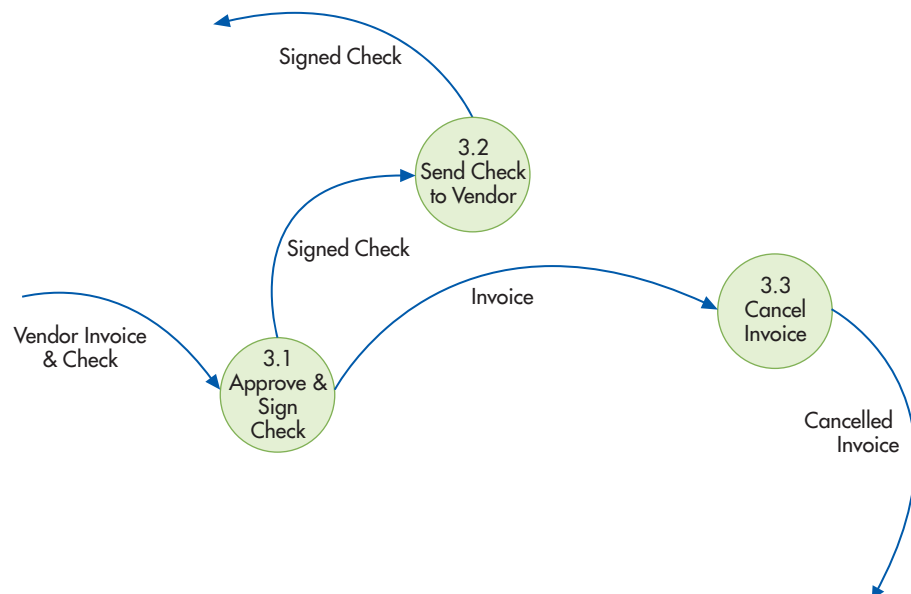 Signed Check
3.2
Send Check
to Vendor
Signed Check
Invoice
3.3
Cancel
Invoice
Vendor Invoice
& Check
3.1
Approve &
Sign
Check
Cancelled
Invoice